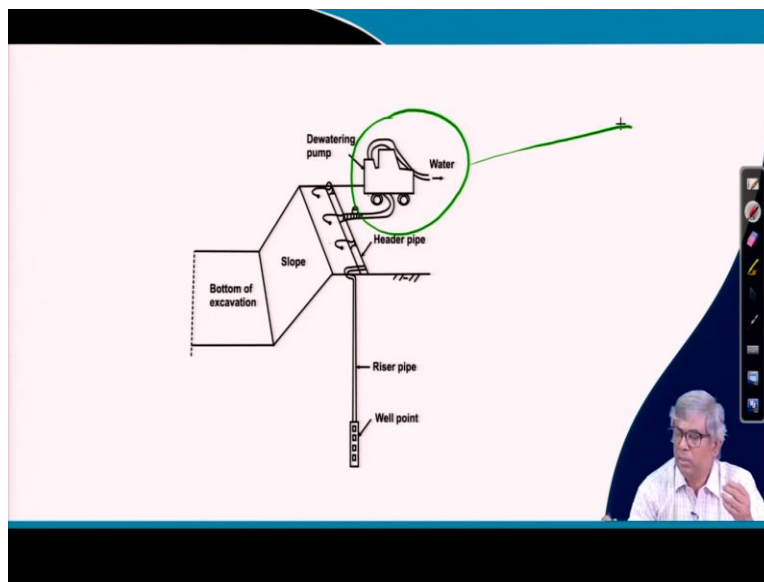 Dewatering
pump
Water
Header pipe
Slope
Bottom of
excavation
Riser pipe
Well point